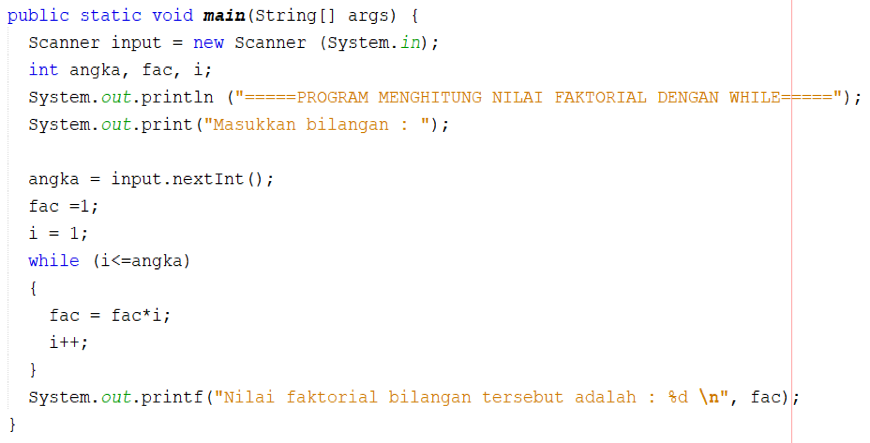 public static void main(String[] args) {
Scanner input = new Scanner (System.in);
int angka, fac, i;
System.out.println ("=====PROGRAM MENGHITUNG NILAI FAKTORIAL DENGAN WHILE=====");
System.out.print("Masukkan bilangan : ");
angka = input.nextInt();
fac =1;
i = 1;
while (i<=angka)
{
fac = fac*i;
i++;
}
System.out.printf("Nilai faktorial bilangan tersebut adalah : %d \n", fac);
}